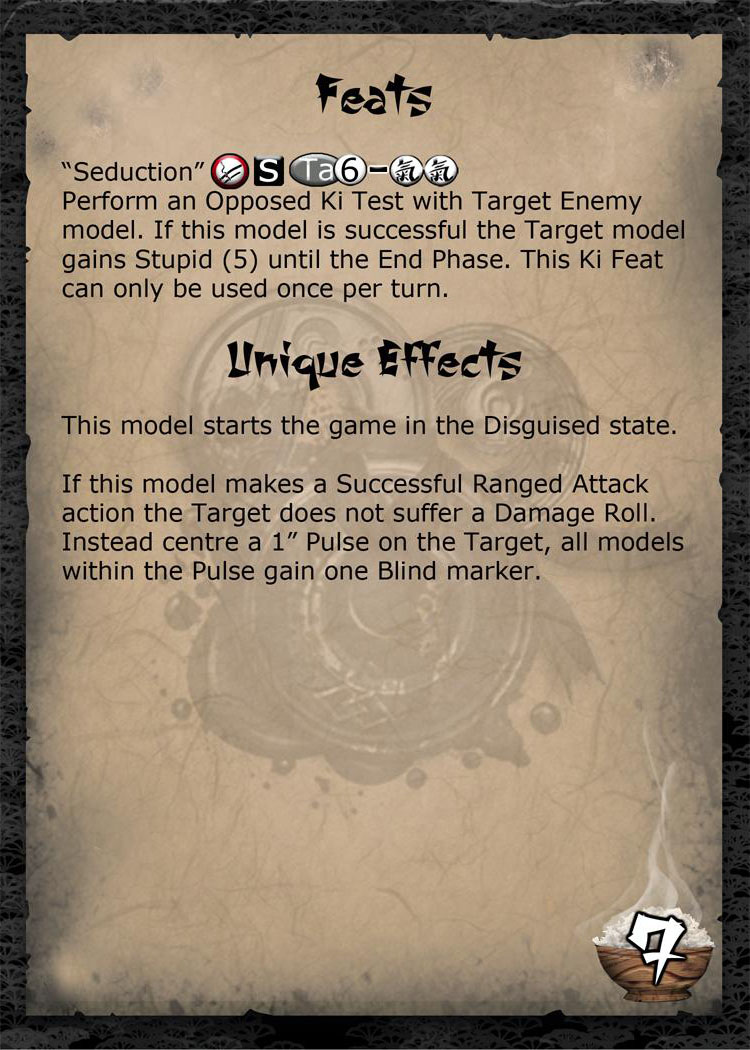 Feats
“Seduction” S Ta6-氣氣
Perform an Opposed Ki Test with Target Enemy
model. If this model is successful the Target model
gains Stupid (5) until the End Phase. This Ki Feat
can only be used once per turn.
Unique Effects
This model starts the game in the Disguised state.
If this model makes a Successful Ranged Attack
action the Target does not suffer a Damage Roll.
Instead centre a 1” Pulse on the Target, all models
within the Pulse gain one Blind marker.
7